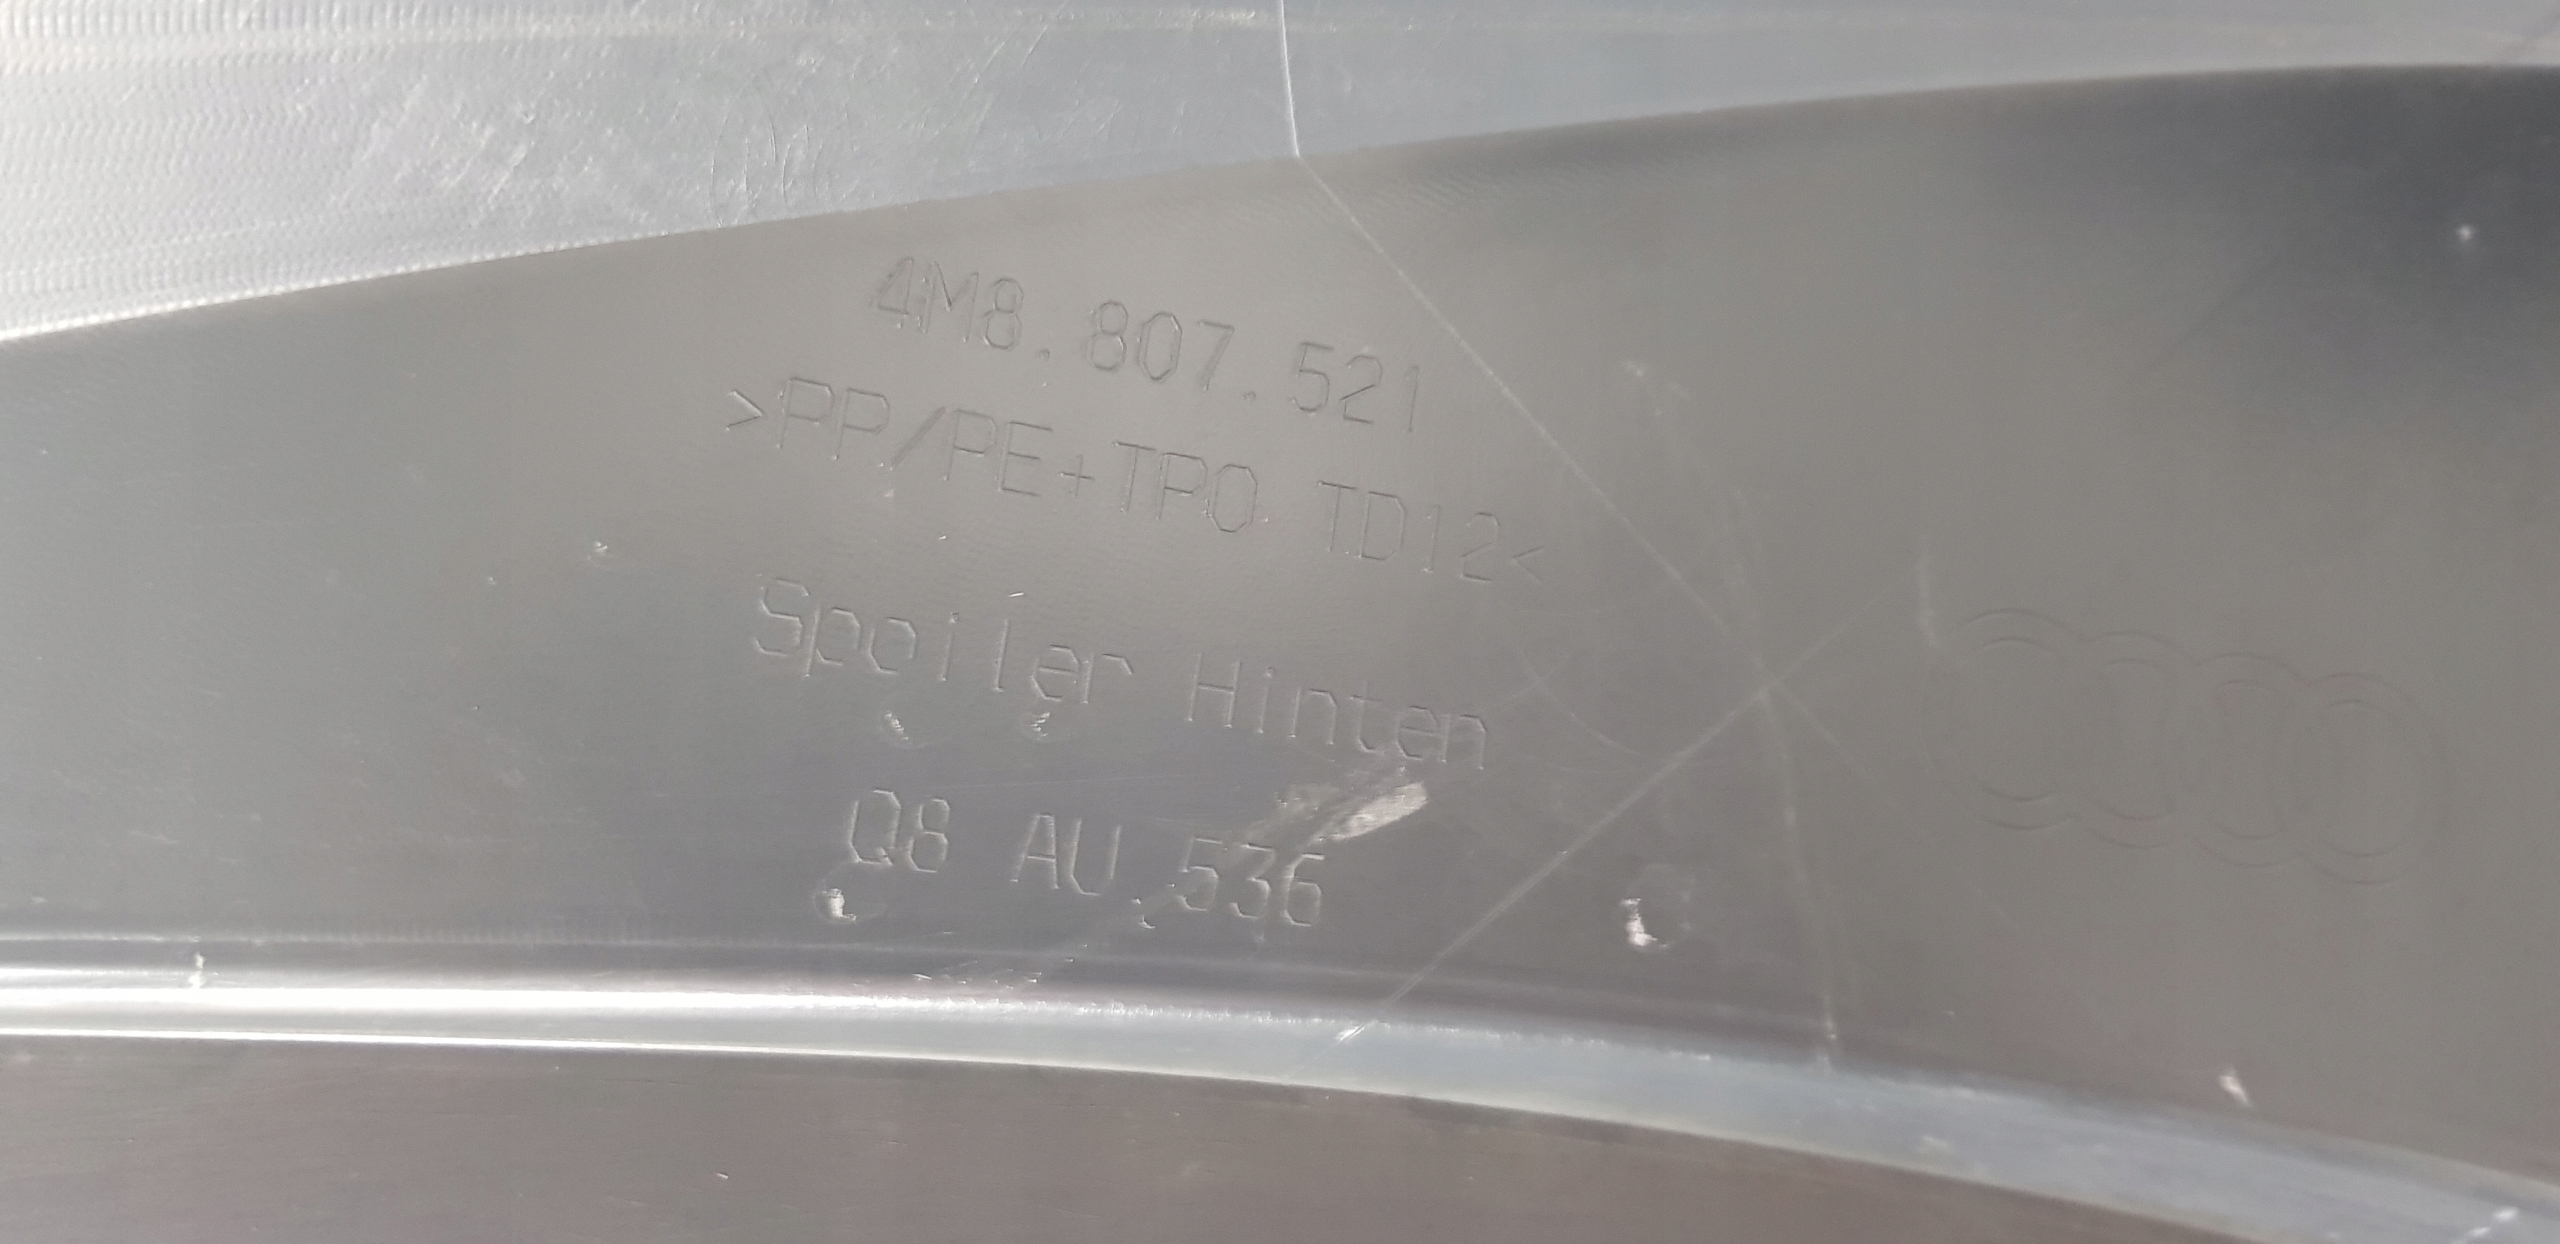 4M8.807.521
>PP/PE+TPO TD12<
Spoiler Hinten
Q8 AU.536